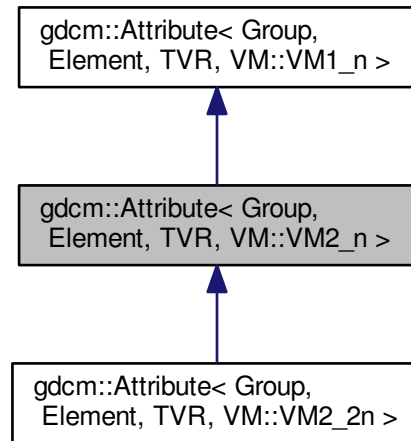 gdcm::Attribute< Group,
Element, TVR, VM::VM1_n >
gdcm::Attribute< Group,
Element, TVR, VM::VM2_n >
gdcm::Attribute< Group,
Element, TVR, VM::VM2_2n >